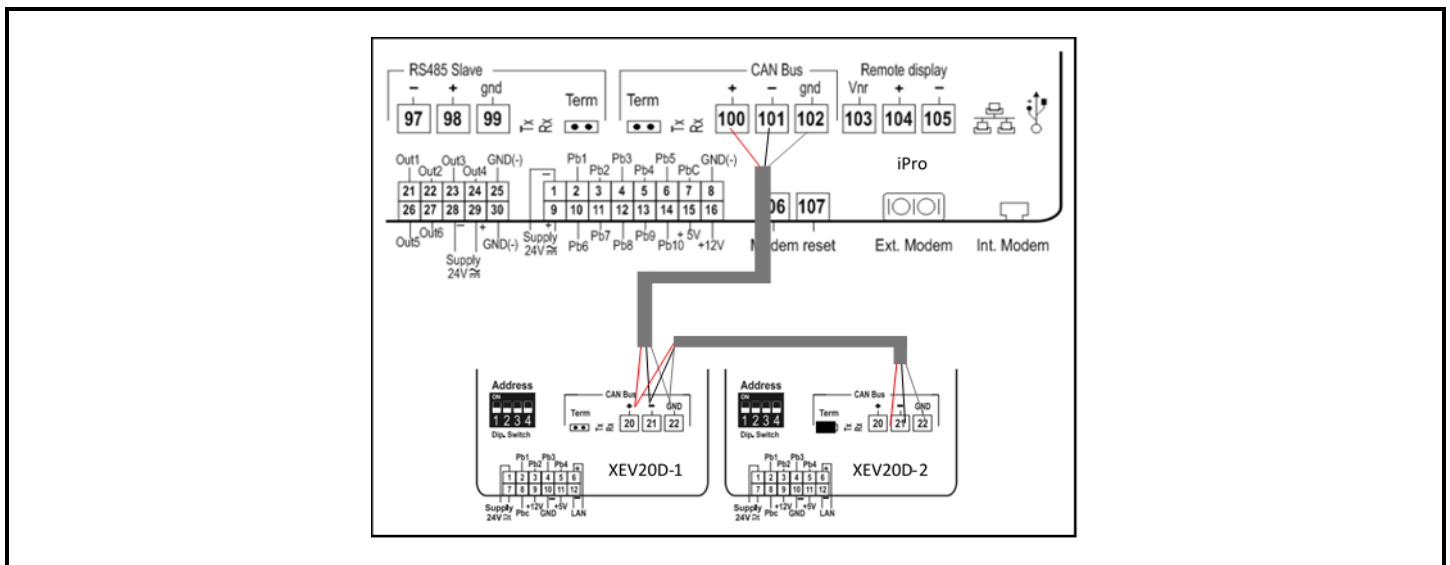 RS485 Slave CAN Bus Remote display
− + gnd Term Term + − gnd Vnr + −
97 98 99 Tx Rx Tx Rx 100 101 102 103 104 105
iPro
Out1 Out2 Out3 Out4 GND(-) − Pb1 Pb2 Pb3 Pb4 Pb5 PbC GND(-)
21 22 23 24 25 1 2 3 4 5 6 7 8
26 27 28 29 30 9 10 11 12 13 14 15 16 107
Out5 Out6 − + GND(-) + Pb6 Pb7 Pb8 Pb9 Pb10 + 5V +12V reset Ext. Modem Int. Modem
Supply 24V Supply 24V
Address Address
ON CAN Bus ON CAN Bus
1 2 3 4 Term Tx Rx + − GND 1 2 3 4 Term Tx Rx + − GND
20 21 22 20 21 22
Dip. Switch Dip. Switch
Pb1 Pb2 Pb3 Pb4 + Pb1 Pb2 Pb3 Pb4 +
1 2 3 4 5 6 XEV20D-1 1 2 3 4 5 6 XEV20D-2
7 8 9 10 11 12 7 8 9 10 11 12
Supply 24V Pbc +12V GND +5V LAN Supply 24V Pbc +12V GND +5V LAN